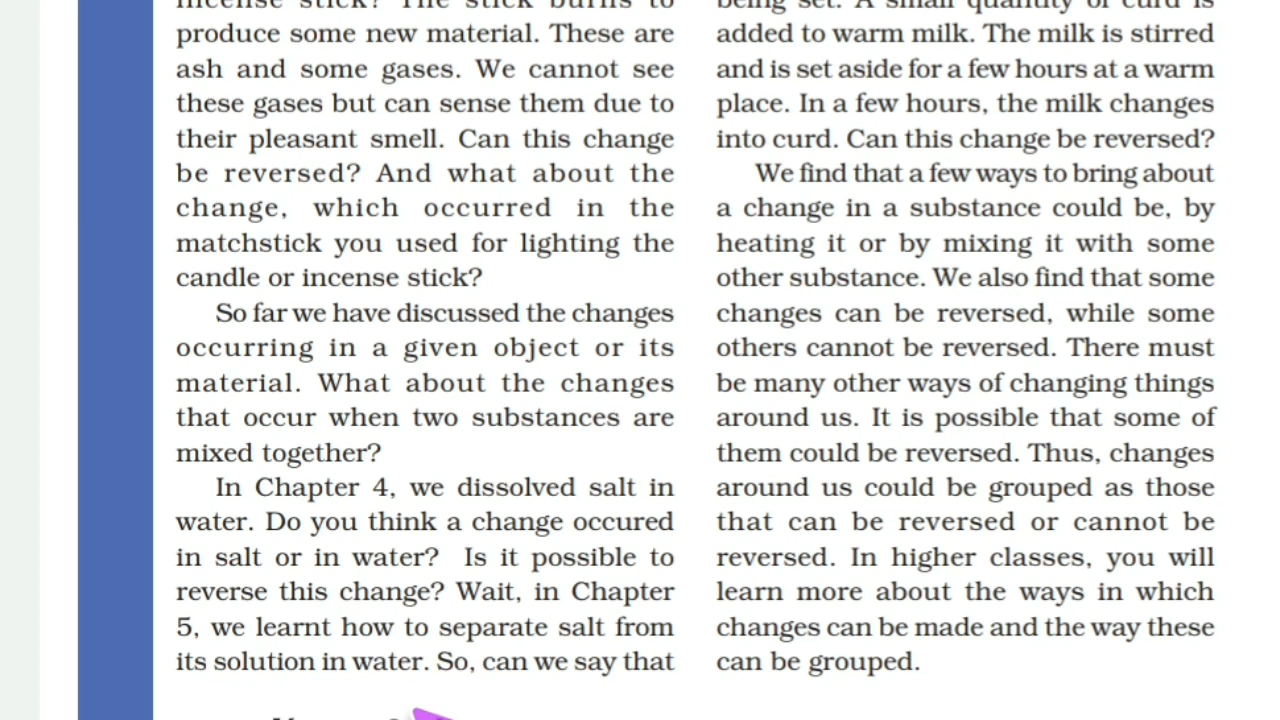 incense stick? The stick burns to
produce some new material. These are
ash and some gases. We cannot see
these gases but can sense them due to
their pleasant smell. Can this change
be reversed? And what about the
change, which occurred in the
matchstick you used for lighting the
candle or incense stick?
So far we have discussed the changes
occurring in a given object or its
material. What about the changes
that occur when two substances are
mixed together?
In Chapter 4, we dissolved salt in
water. Do you think a change occured
in salt or in water? Is it possible to
reverse this change? Wait, in Chapter
5, we learnt how to separate salt from
its solution in water. So, can we say that
being set. A small quantity of curd is
added to warm milk. The milk is stirred
and is set aside for a few hours at a warm
place. In a few hours, the milk changes
into curd. Can this change be reversed?
We find that a few ways to bring about
a change in a substance could be, by
heating it or by mixing it with some
other substance. We also find that some
changes can be reversed, while some
others cannot be reversed. There must
be many other ways of changing things
around us. It is possible that some of
them could be reversed. Thus, changes
around us could be grouped as those
that can be reversed or cannot be
reversed. In higher classes, you will
learn more about the ways in which
changes can be made and the way these
can be grouped.